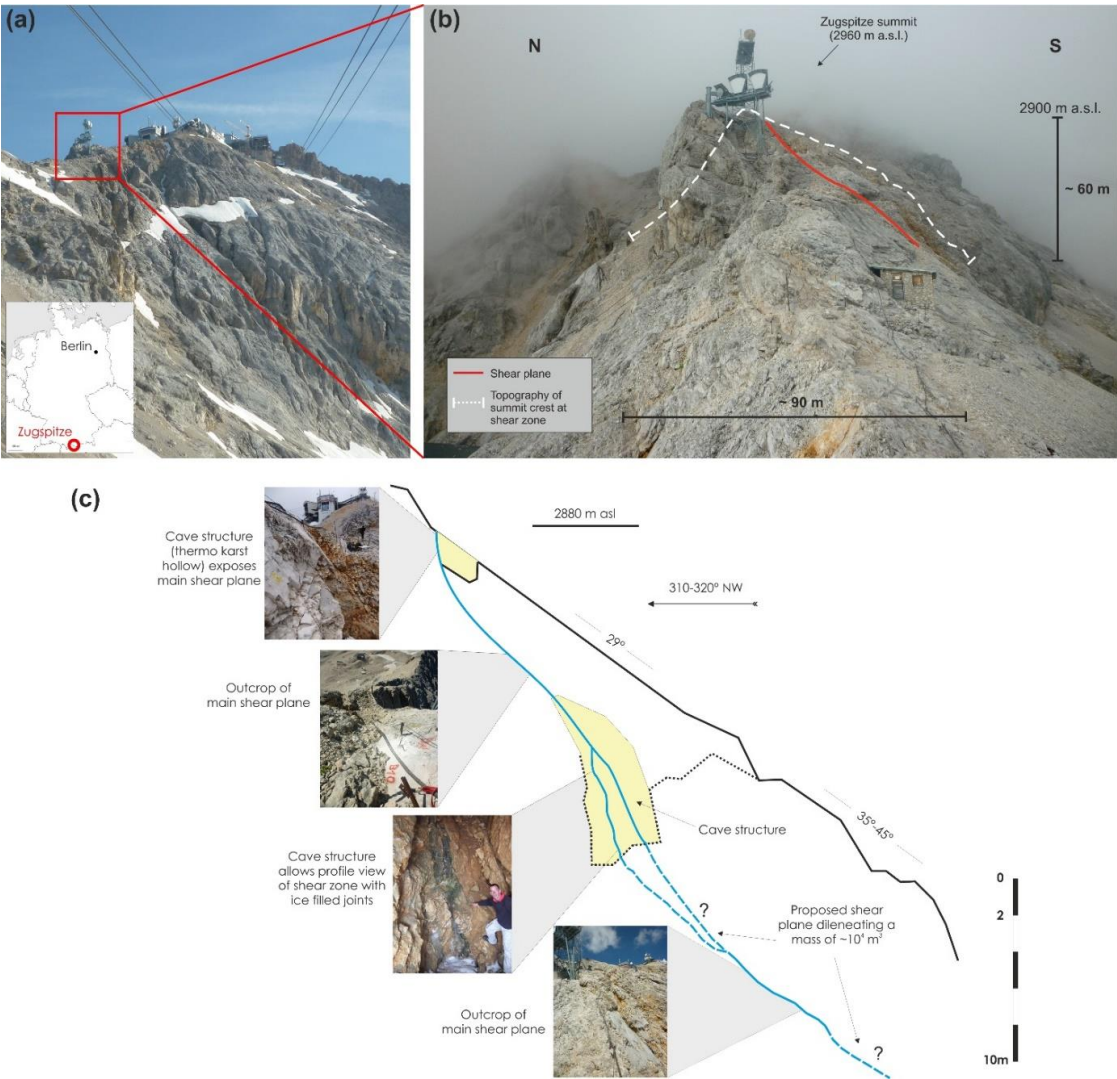 (a)
Berlin
Zugspitze
(b)
Zugspitze summit
(2960 m a.s.l.)
N
S
2900 m a.s.l.
~ 60 m
Shear plane
Topography of
summit crest at
shear zone
~ 90 m
(c)
Cave structure
(thermo karst
hollow) exposes
main shear plane
2880 m asl
310-320° NW
29°
Outcrop of
main shear plane
35°-45°
Cave structure
Cave structure
allows profile view
of shear zone with
ice filled joints
?
Proposed shear
plane dileneating a
mass of ~10⁴ m³
Outcrop of
main shear plane
?
0
2
10m